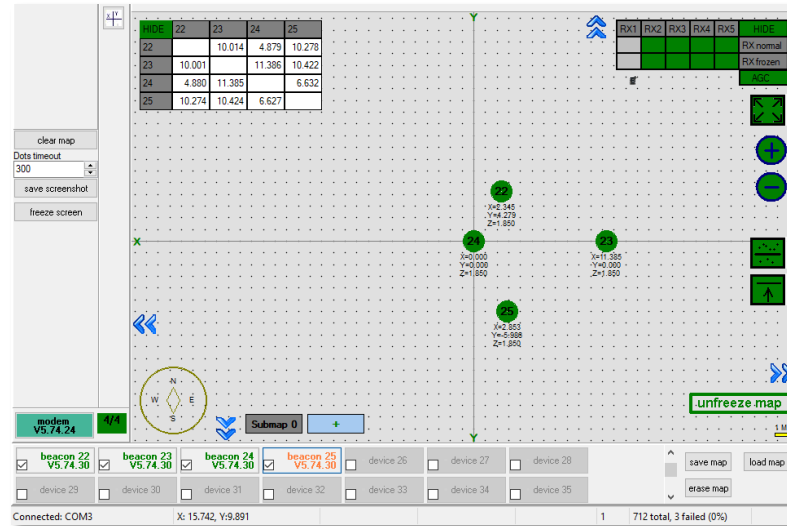 X Y
Y
HIDE 22 23 24 25
22 10.014 4.879 10.278
23 10.001 11.386 10.422
24 4.880 11.385 6.632
25 10.274 10.424 6.627
RX1 RX2 RX3 RX4 RX5 HIDE
RX normal
RX frozen
AGC
clear map
Dots timeout
300
save screenshot
freeze screen
22
X=2.345
Y=4.279
Z=1.850
X
24
X=0.000
Y=0.000
Z=1.850
23
X=11.385
Y=0.000
Z=1.850
25
X=2.853
Y=-5.986
Z=1.850
N
W E
S
unfreeze map
modem
V5.74.24
4/4
Submap 0
+
Y
1 M
beacon 22
V5.74.30
beacon 23
V5.74.30
beacon 24
V5.74.30
beacon 25
V5.74.30
device 26
device 27
device 28
save map
load map
device 29
device 30
device 31
device 32
device 33
device 34
device 35
erase map
Connected: COM3
X: 15.742, Y:9.891
1
712 total, 3 failed (0%)